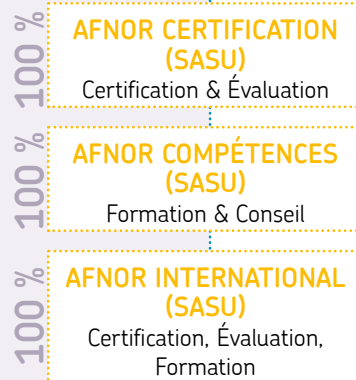 100 %
AFNOR CERTIFICATION
(SASU)
Certification & Évaluation
100 %
AFNOR COMPÉTENCES
(SASU)
Formation & Conseil
100 %
AFNOR INTERNATIONAL
(SASU)
Certification, Évaluation,
Formation